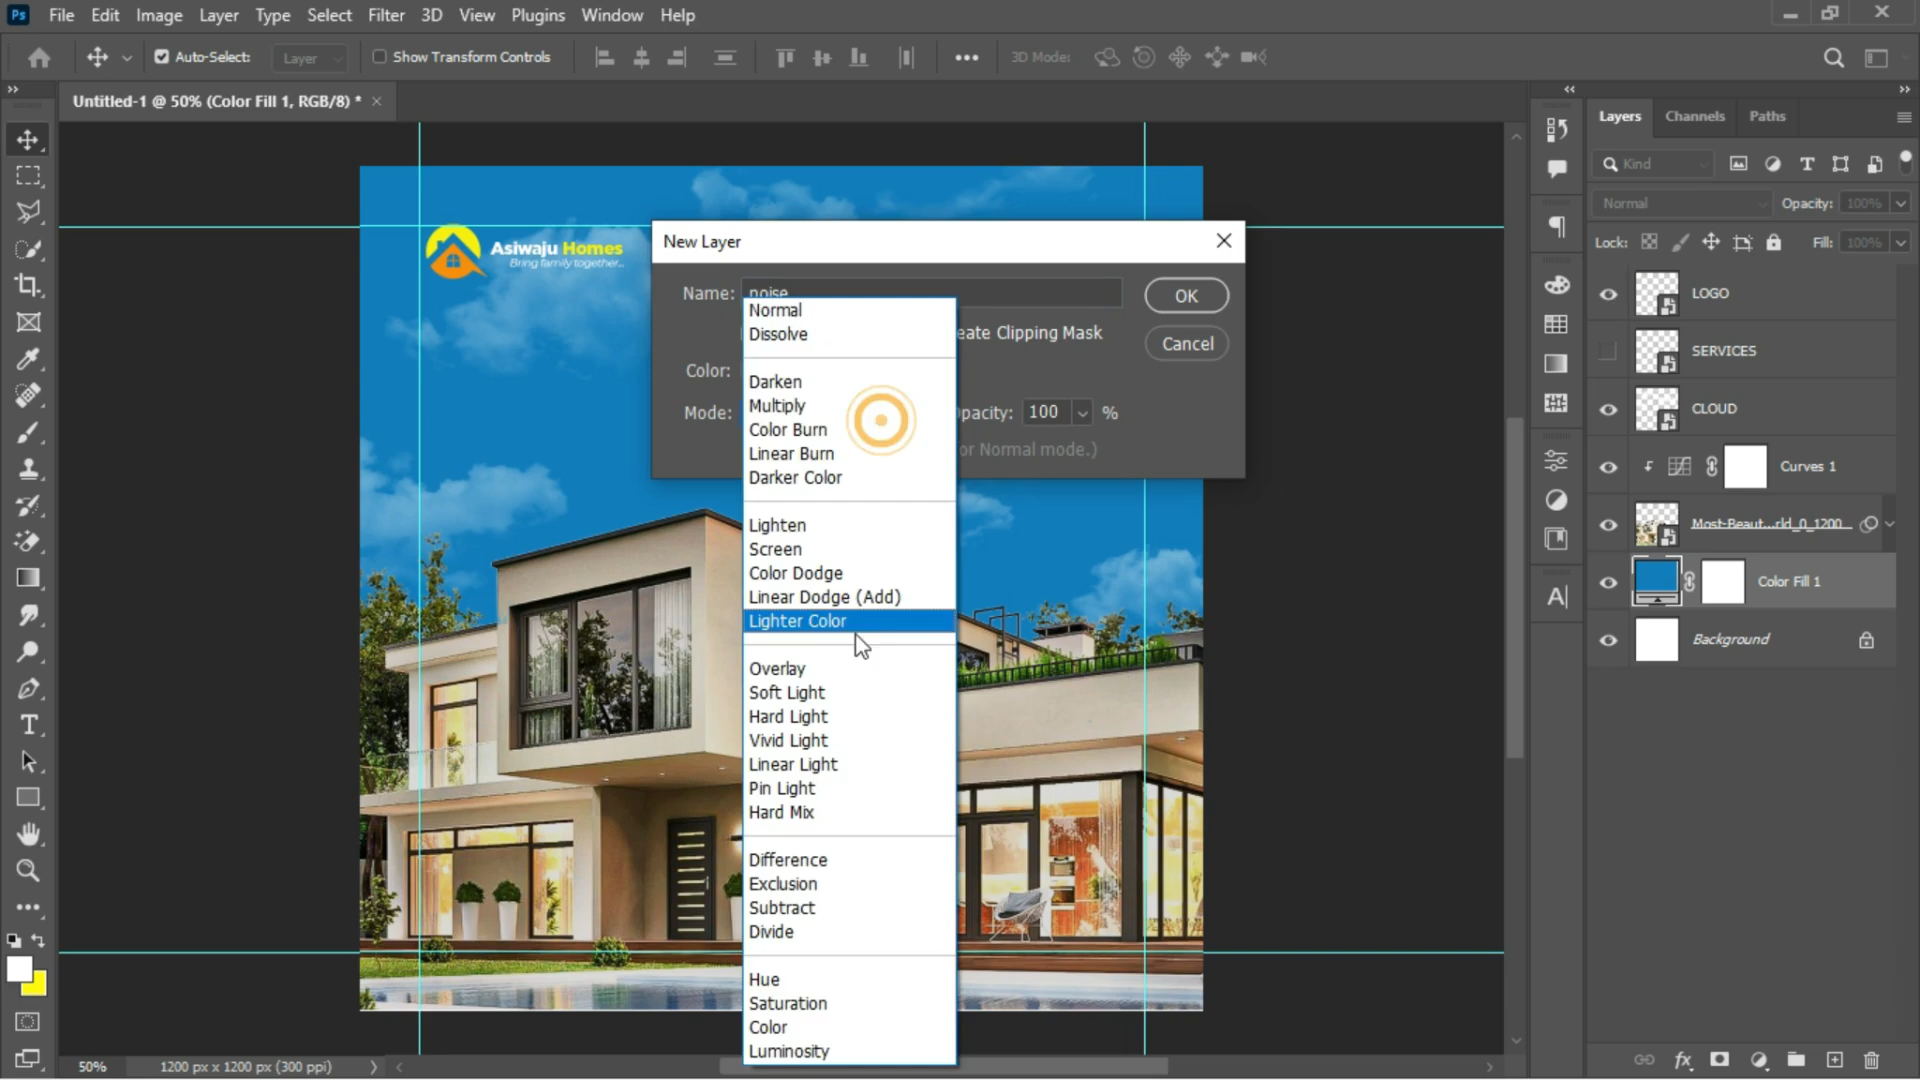 Ps File Edit Image Layer Type Select Filter 3D View Plugins Window Help
Auto-Select: Layer Show Transform Controls 3D Mode:
Untitled-1 @ 50% (Color Fill 1, RGB/8) *
Asiwaju Homes
Bring family together...
New Layer
Name: noise
OK
eate Clipping Mask
Cancel
Color:
Mode:
pacity: 100 %
or Normal mode.)
Normal
Dissolve
Darken
Multiply
Color Burn
Linear Burn
Darker Color
Lighten
Screen
Color Dodge
Linear Dodge (Add)
Lighter Color
Overlay
Soft Light
Hard Light
Vivid Light
Linear Light
Pin Light
Hard Mix
Difference
Exclusion
Subtract
Divide
Hue
Saturation
Color
Luminosity
Layers Channels Paths
Kind
Normal Opacity: 100%
Lock: Fill: 100%
LOGO
SERVICES
CLOUD
Curves 1
Most-Beaut...rld_0_1200
Color Fill 1
Background
50% 1200 px x 1200 px (300 ppi)